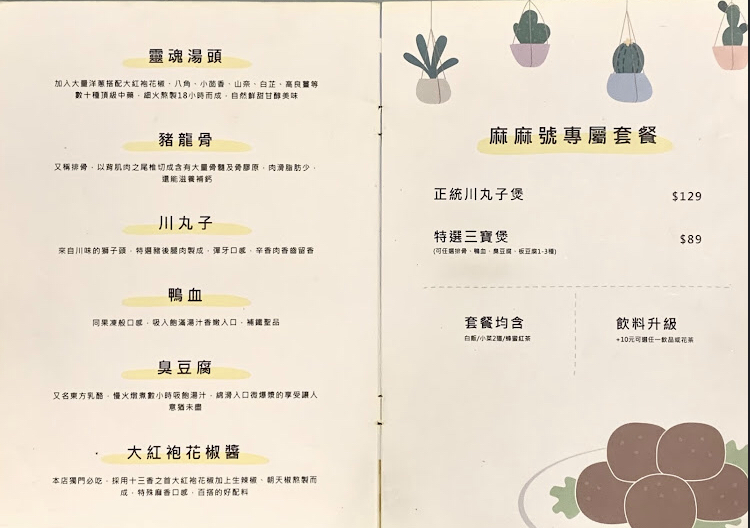 靈魂湯頭
加入大量洋蔥搭配大紅袍花椒、八角、小茴香、山奈、白芷、高良薑等
數十種頂級中藥，細火熬製18小時而成，自然鮮甜甘醇美味
豬龍骨
又稱排骨，以背肌肉之尾椎切成含有大量骨髓及骨膠原，肉滑脂肪少，
還能滋養補鈣
川丸子
來自川味的獅子頭，特選豬後腿肉製成，彈牙口感，辛香肉香齒留香
鴨血
同果凍般口感，吸入飽滿湯汁香嫩入口，補鐵聖品
臭豆腐
又名東方乳酪，慢火燉煮數小時吸飽湯汁，綿滑入口微爆漿的享受讓人
意猶未盡
大紅袍花椒醬
本店獨門必吃，採用十三香之首大紅袍花椒加上生辣椒、朝天椒熬製而
成，特殊麻香口感，百搭的好配料
麻麻號專屬套餐
正統川丸子煲 $129
特選三寶煲 $89
(可任選排骨、鴨血、臭豆腐、板豆腐1-3種)
套餐均含
白飯/小菜2樣/蜂蜜紅茶
飲料升級
+10元可選任一飲品或花茶